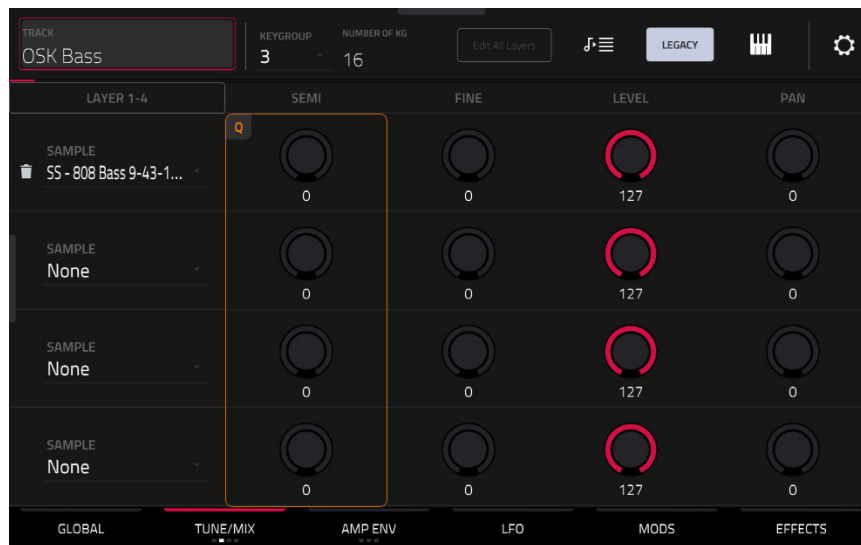 TRACK
OSK Bass
KEYGROUP
3
NUMBER OF KG
16
Edit All Layers
LEGACY
LAYER 1-4
SEMI
FINE
LEVEL
PAN
Q
SAMPLE
SS - 808 Bass 9-43-1...
0
0
127
0
SAMPLE
None
0
0
127
0
SAMPLE
None
0
0
127
0
SAMPLE
None
0
0
127
0
GLOBAL
TUNE/MIX
AMP ENV
LFO
MODS
EFFECTS